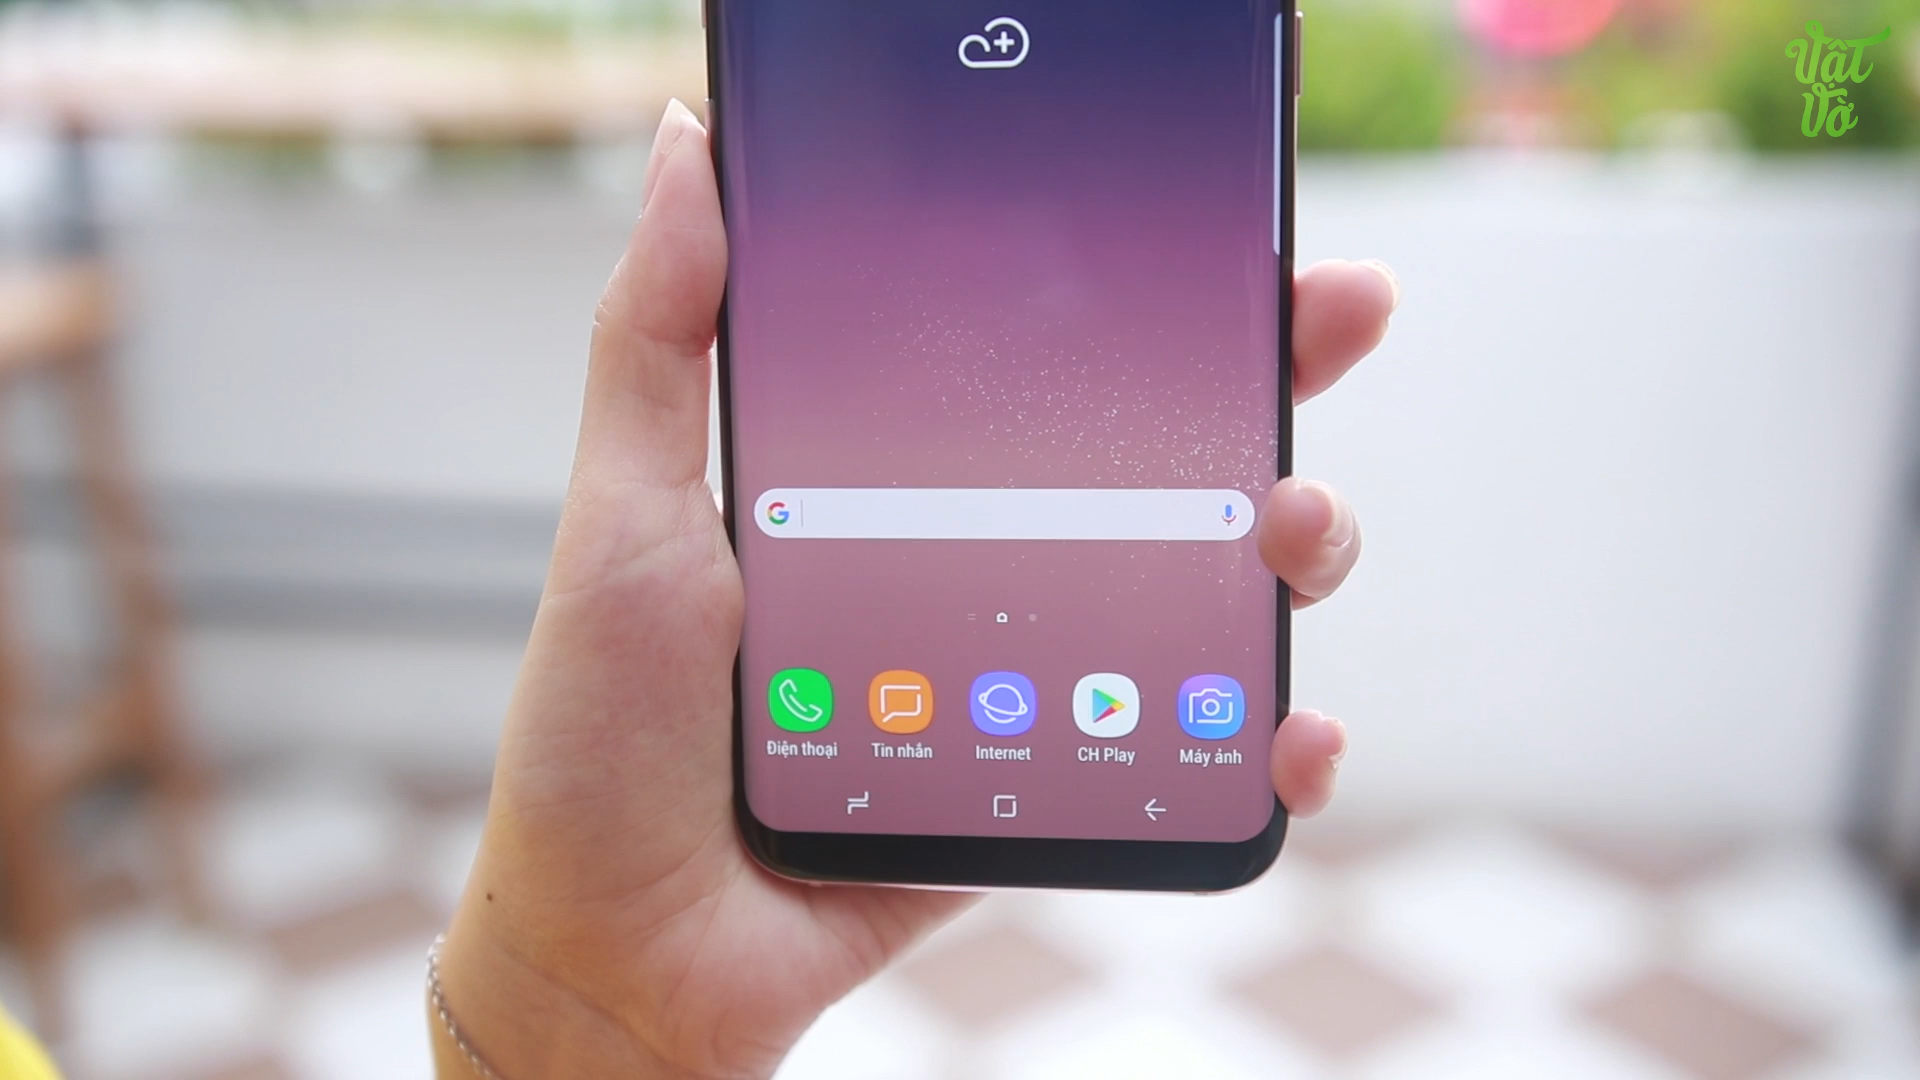 Vật
Vờ
Điện thoại
Tin nhắn
Internet
CH Play
Máy ảnh